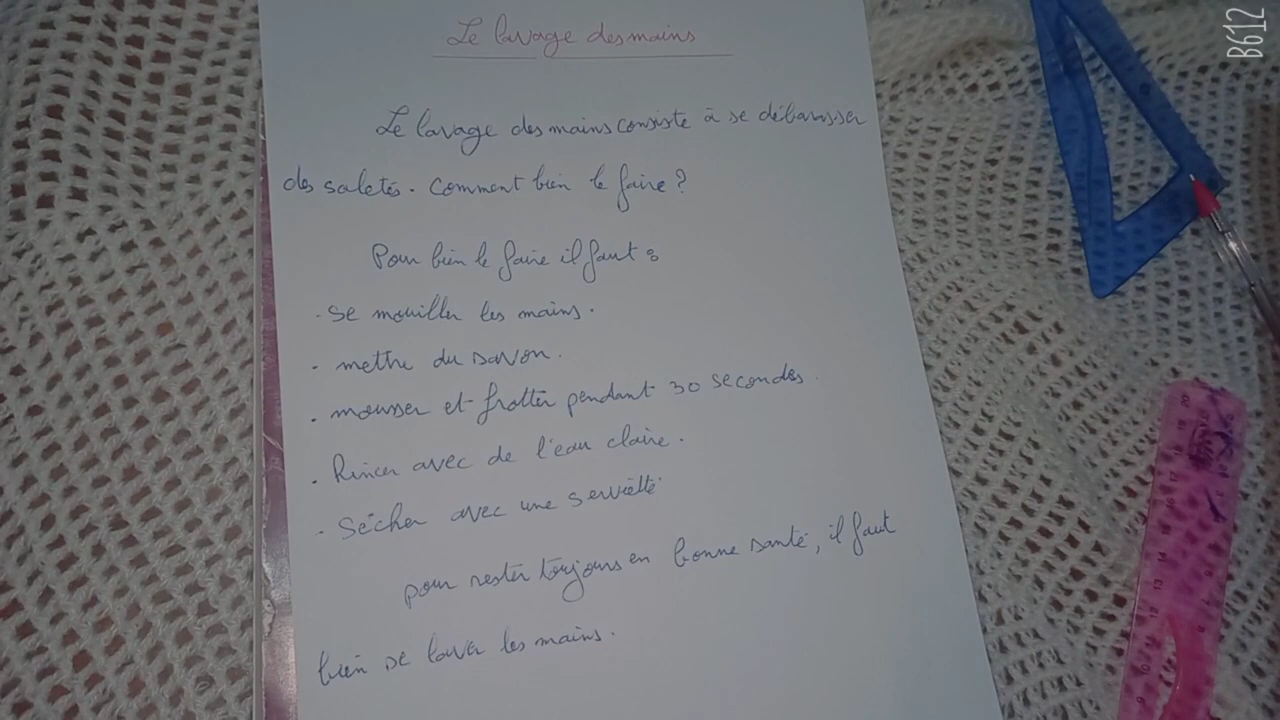 Le lavage des mains
Le lavage des mains consiste à se débarasser
des saletés. Comment bien le faire?
Pour bien le faire il faut :
- se mouiller les mains.
. mettre du savon.
. mousser et frotter pendant 30 secondes.
. Rincer avec de l'eau claire.
- Sécher avec une serviette
pour rester toujours en bonne santé, il faut
bien se laver les mains.
B612